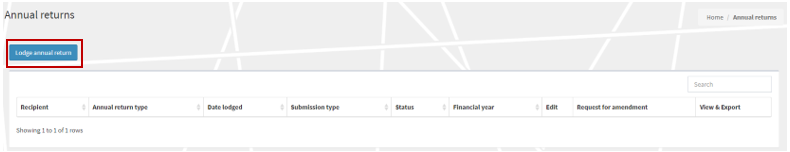 Annual returns
Home / Annual returns
Lodge annual return
Search
Recipient Annual return type Date lodged Submission type Status Financial year Edit Request for amendment View & Export
Showing 1 to 1 of 1 rows